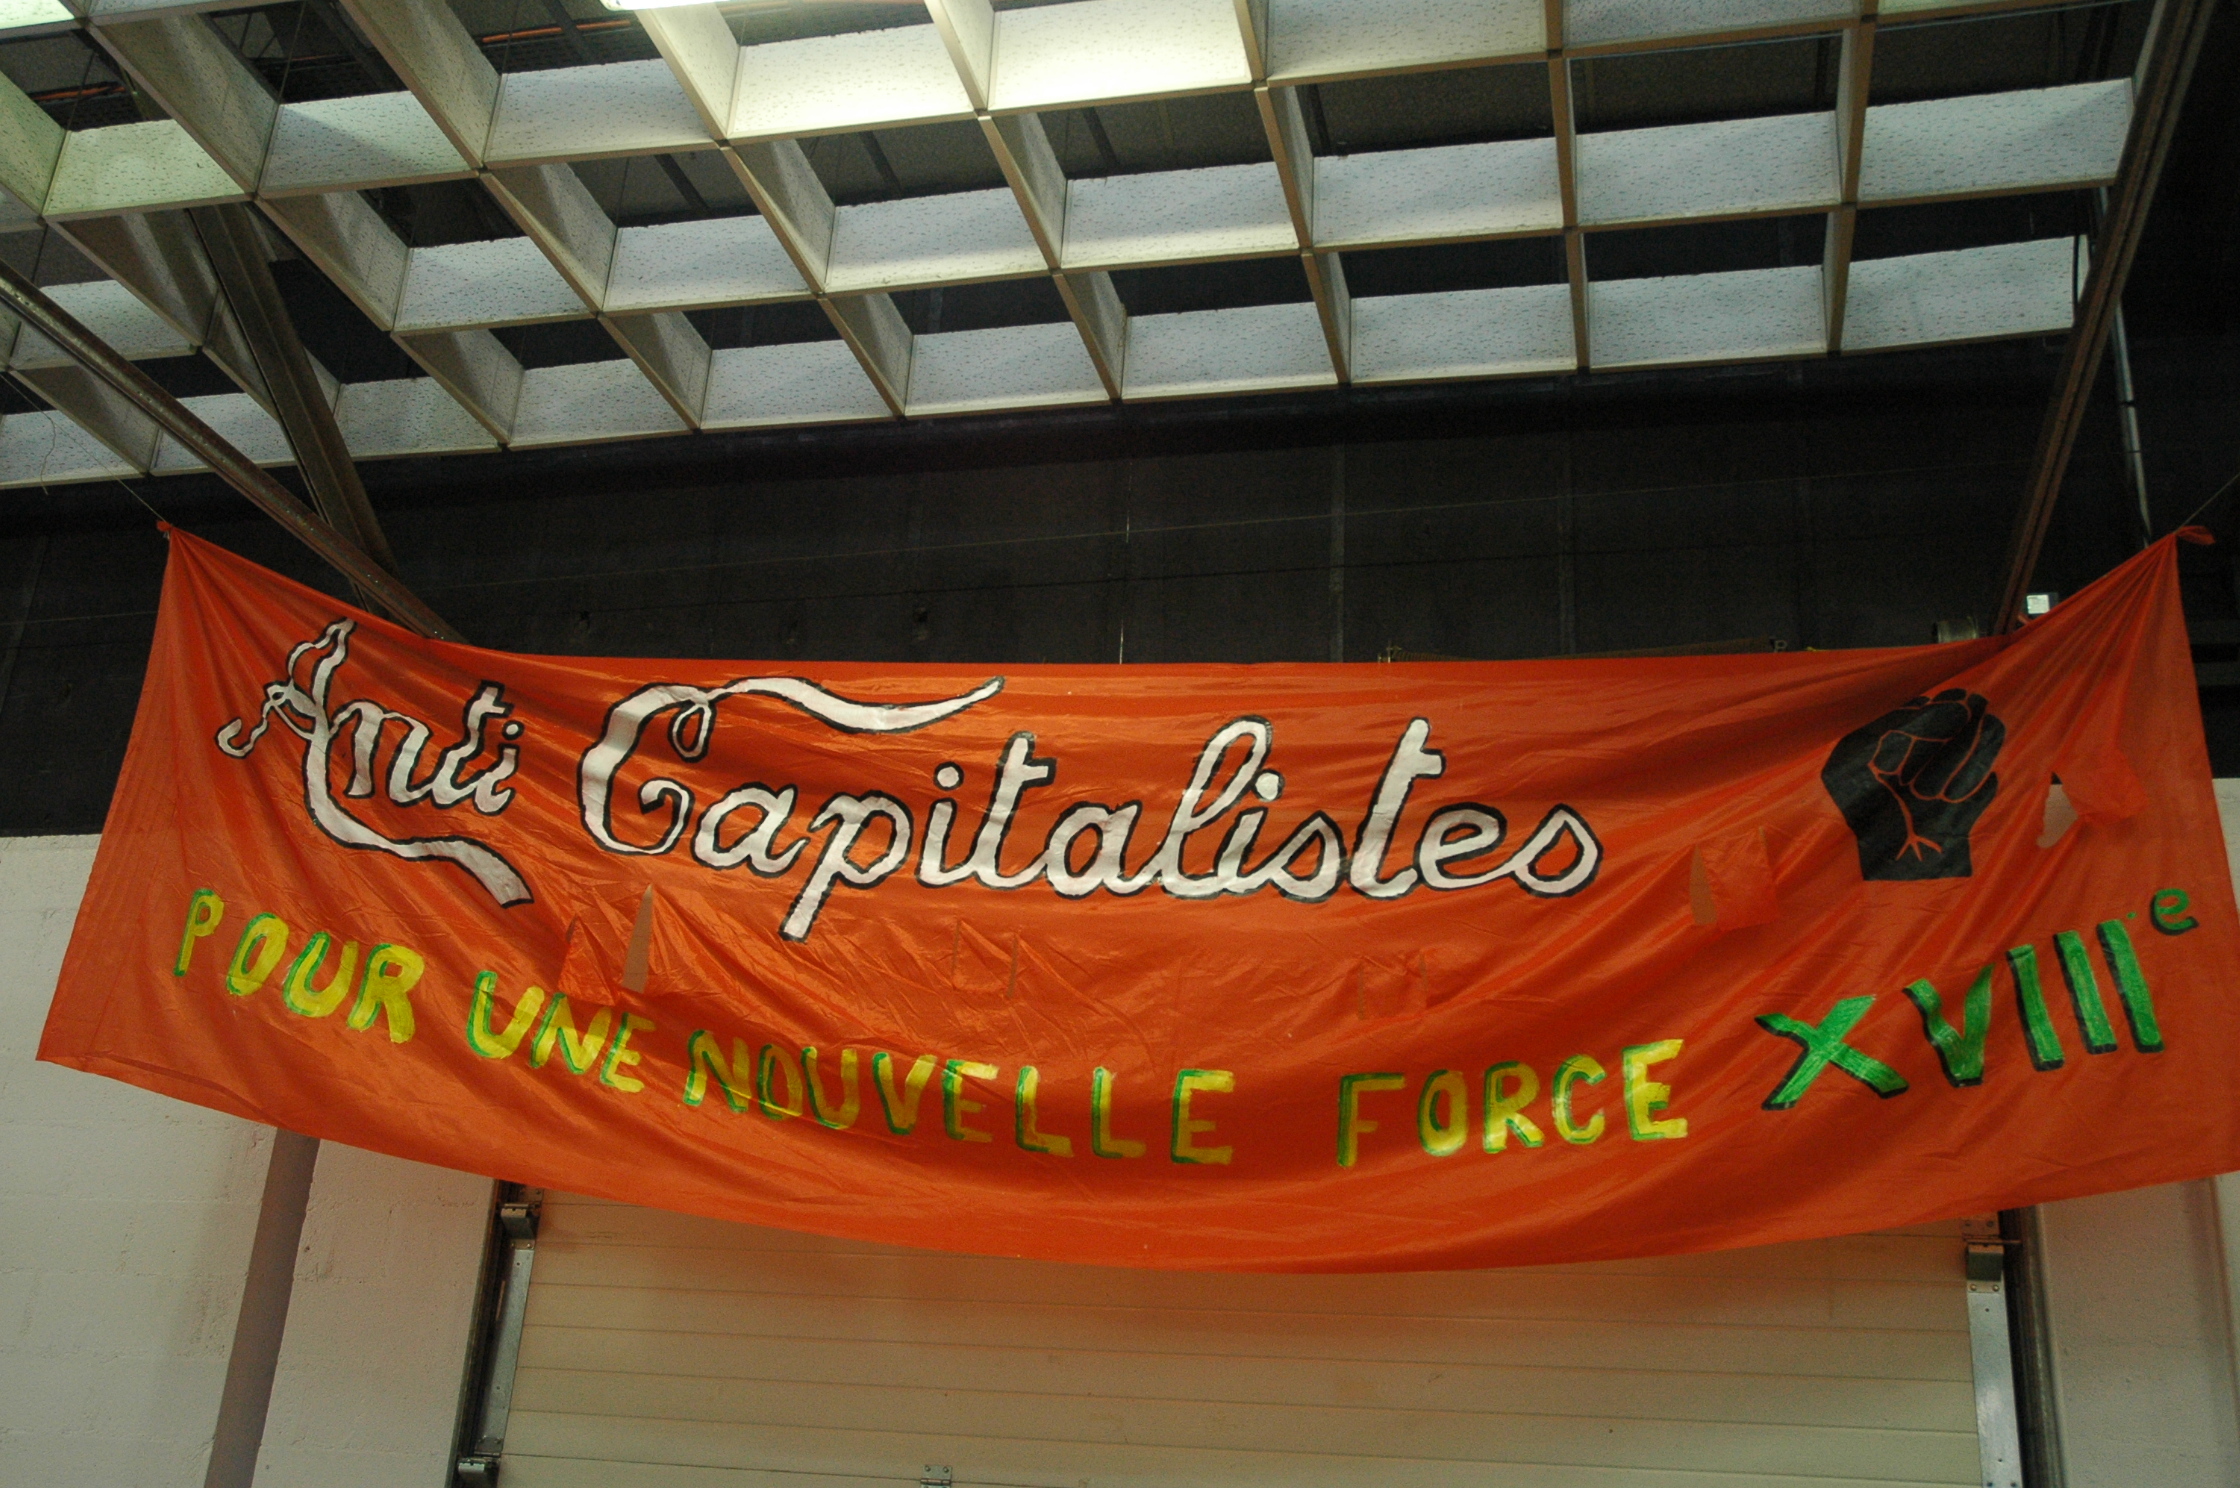 Anti Capitalistes
POUR UNE NOUVELLE FORCE XVIIIe